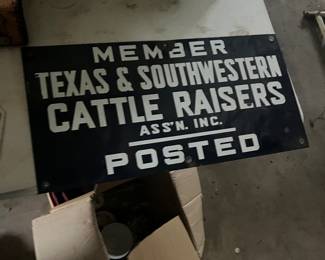 MEMBER
TEXAS & SOUTHWESTERN
CATTLE RAISERS
ASS'N. INC.
POSTED